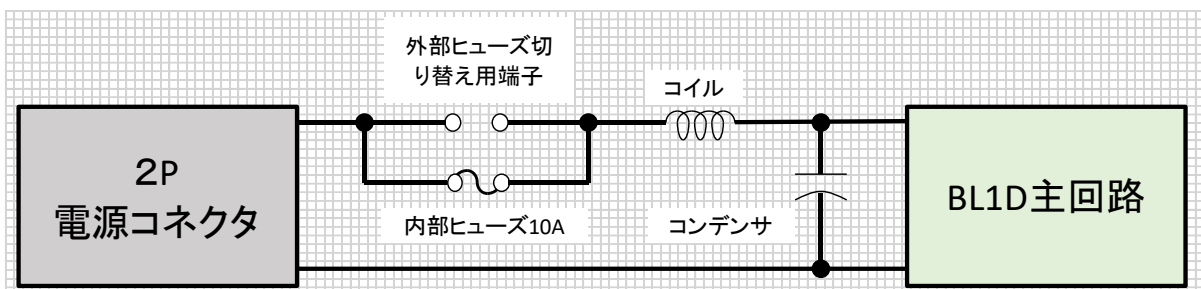 外部ヒューズ切
り替え用端子
コイル
２P
電源コネクタ
BL1D主回路
内部ヒューズ10A
コンデンサ